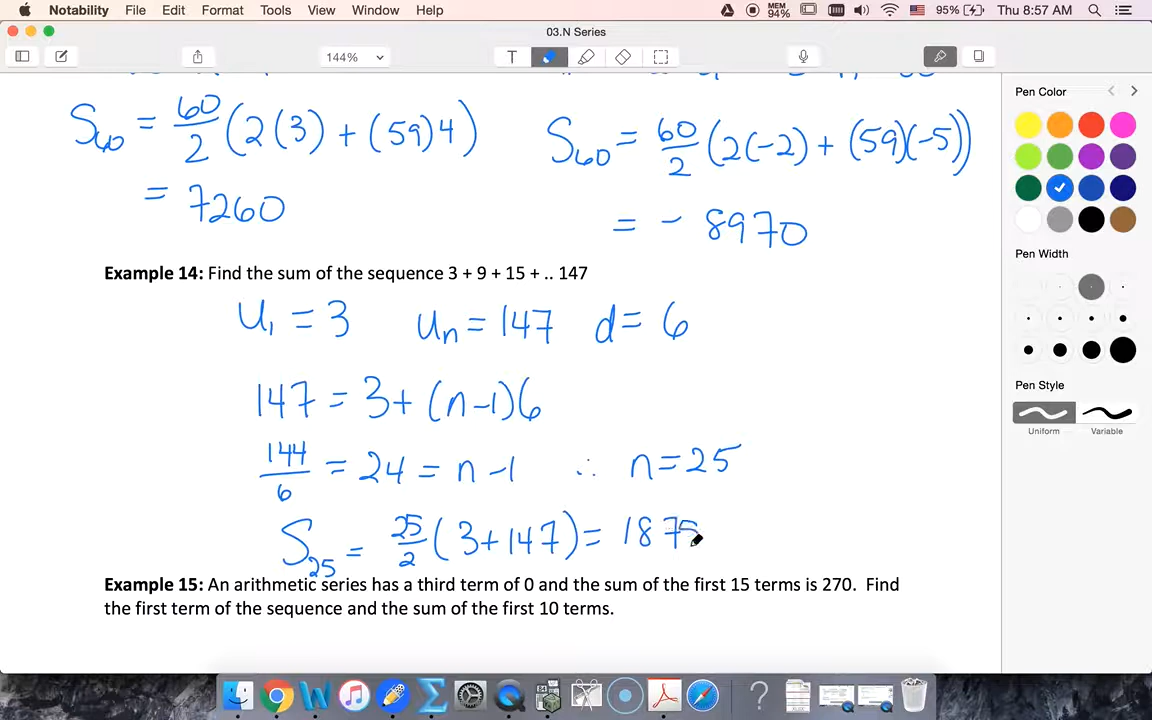 Notability File Edit Format Tools View Window Help MEM 94% 95% Thu 8:57 AM
03.N Series
144% T
S₆₀ = 60/2 (2(3) + (59)4)
= 7260
S₆₀ = 60/2 (2(-2) + (59)(-5))
= - 8970
Example 14: Find the sum of the sequence 3 + 9 + 15 + .. 147
u₁ = 3 uₙ = 147 d = 6
147 = 3 + (n-1)6
144/6 = 24 = n-1 ∴ n = 25
S₂₅ = 25/2 (3+147) = 1875
Example 15: An arithmetic series has a third term of 0 and the sum of the first 15 terms is 270. Find
the first term of the sequence and the sum of the first 10 terms.
Pen Color
Pen Width
Pen Style
Uniform Variable